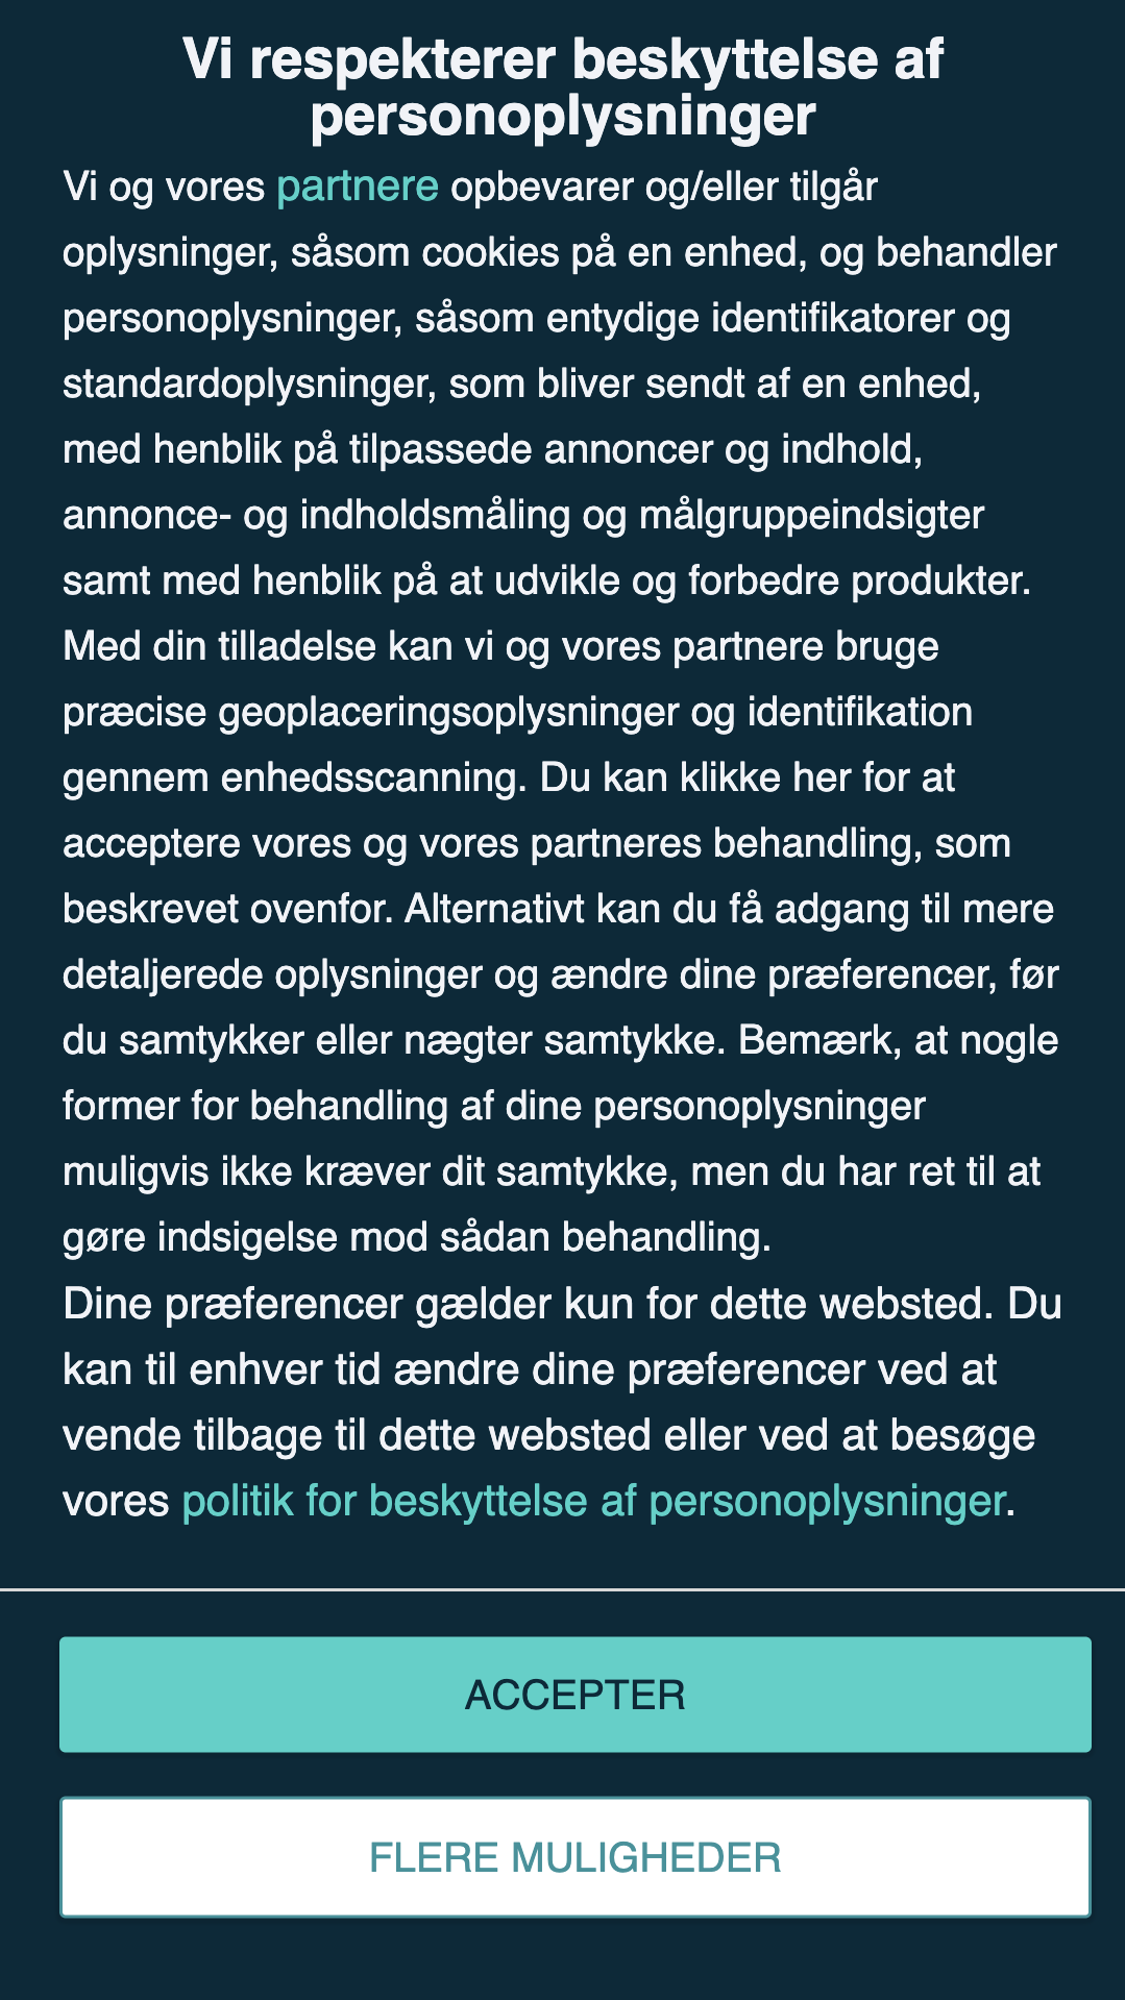 Vi respekterer beskyttelse af
personoplysninger
Vi og vores partnere opbevarer og/eller tilgår
oplysninger, såsom cookies på en enhed, og behandler
personoplysninger, såsom entydige identifikatorer og
standardoplysninger, som bliver sendt af en enhed,
med henblik på tilpassede annoncer og indhold,
annonce- og indholdsmåling og målgruppeindsigter
samt med henblik på at udvikle og forbedre produkter.
Med din tilladelse kan vi og vores partnere bruge
præcise geoplaceringsoplysninger og identifikation
gennem enhedsscanning. Du kan klikke her for at
acceptere vores og vores partneres behandling, som
beskrevet ovenfor. Alternativt kan du få adgang til mere
detaljerede oplysninger og ændre dine præferencer, før
du samtykker eller nægter samtykke. Bemærk, at nogle
former for behandling af dine personoplysninger
muligvis ikke kræver dit samtykke, men du har ret til at
gøre indsigelse mod sådan behandling.
Dine præferencer gælder kun for dette websted. Du
kan til enhver tid ændre dine præferencer ved at
vende tilbage til dette websted eller ved at besøge
vores politik for beskyttelse af personoplysninger.
ACCEPTER
FLERE MULIGHEDER